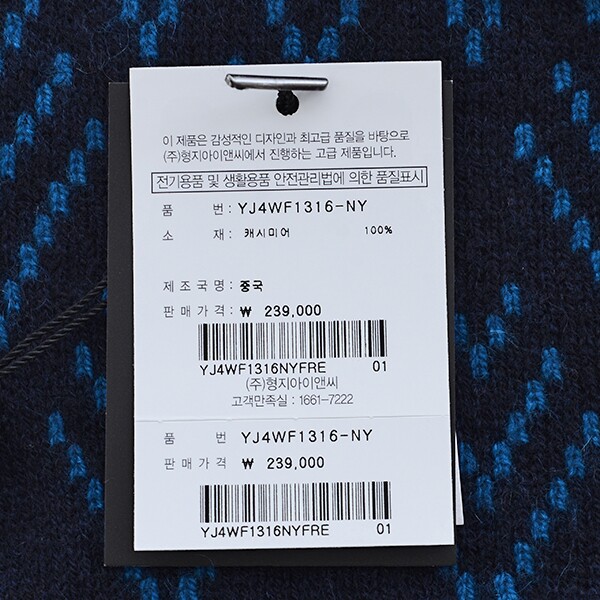 이 제품은 감성적인 디자인과 최고급 품질을 바탕으로
(주)형지아이앤씨에서 진행하는 고급 제품입니다.
전기용품 및 생활용품 안전관리법에 의한 품질표시
품 번 : YJ4WF1316-NY
소 재 : 캐시미어 100%
제 조 국 명 : 중국
판 매 가 격 : ₩ 239,000
YJ4WF1316NYFRE 01
(주)형지아이앤씨
고객만족실 : 1661-7222
품 번 YJ4WF1316-NY
판 매 가 격 ₩ 239,000
YJ4WF1316NYFRE 01